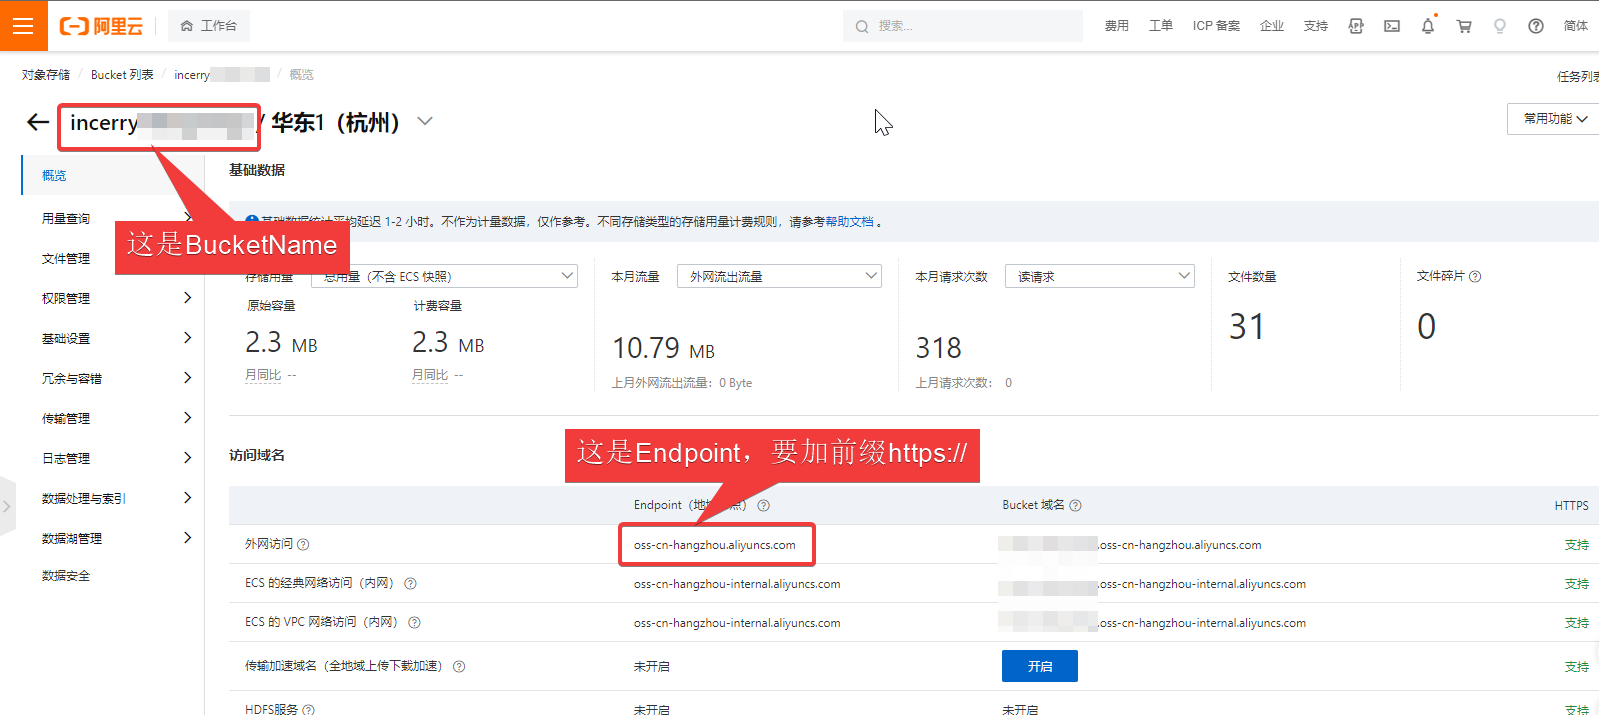 阿里云
工作台
搜索...
费用
工单
ICP 备案
企业
支持
简体
对象存储 / Bucket 列表 / incerry / 概览
任务列表
incerry / 华东1（杭州）
常用功能
概览
用量查询
文件管理
权限管理
基础设置
冗余与容错
传输管理
日志管理
数据处理与索引
数据湖管理
数据安全
这是BucketName
基础数据
基础数据统计平均延迟 1-2 小时。不作为计量数据，仅作参考。不同存储类型的存储用量计费规则，请参考帮助文档 。
存储用量
总用量（不含 ECS 快照）
原始容量
计费容量
2.3 MB
2.3 MB
月同比 --
月同比 --
本月流量
外网流出流量
10.79 MB
上月外网流出流量：0 Byte
本月请求次数
读请求
318
上月请求次数： 0
文件数量
31
文件碎片
0
访问域名
这是Endpoint，要加前缀https://
Endpoint（地 点）
Bucket 域名
HTTPS
外网访问
oss-cn-hangzhou.aliyuncs.com
.oss-cn-hangzhou.aliyuncs.com
支持
ECS 的经典网络访问（内网）
oss-cn-hangzhou-internal.aliyuncs.com
.oss-cn-hangzhou-internal.aliyuncs.com
支持
ECS 的 VPC 网络访问（内网）
oss-cn-hangzhou-internal.aliyuncs.com
.oss-cn-hangzhou-internal.aliyuncs.com
支持
传输加速域名（全地域上传下载加速）
未开启
开启
支持
HDFS服务
未开启
未开启
支持